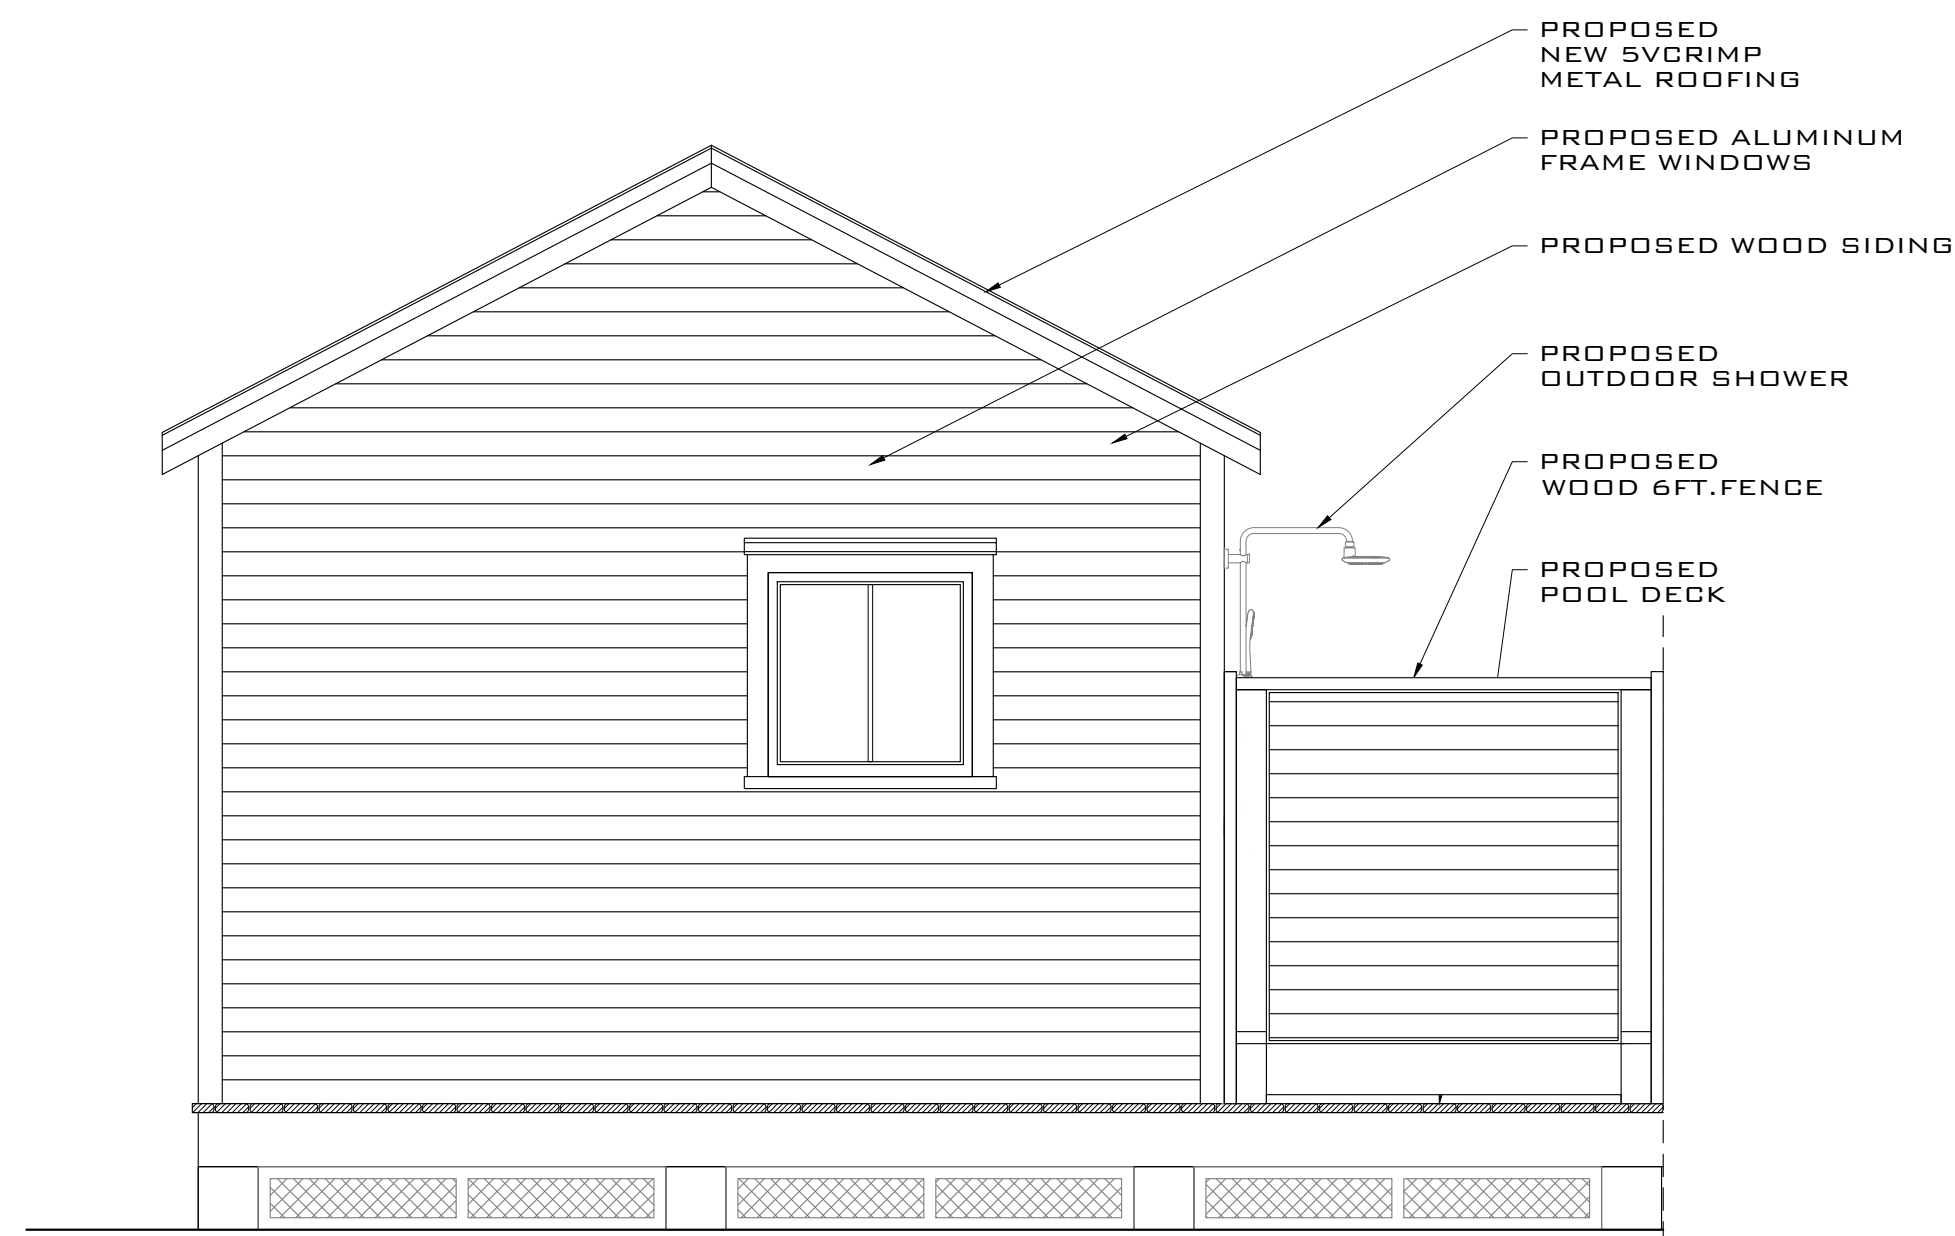 PROPOSED
NEW 5VCRIMP
METAL ROOFING
PROPOSED ALUMINUM
FRAME WINDOWS
PROPOSED WOOD SIDING
PROPOSED
OUTDOOR SHOWER
PROPOSED
WOOD 6FT.FENCE
PROPOSED
POOL DECK